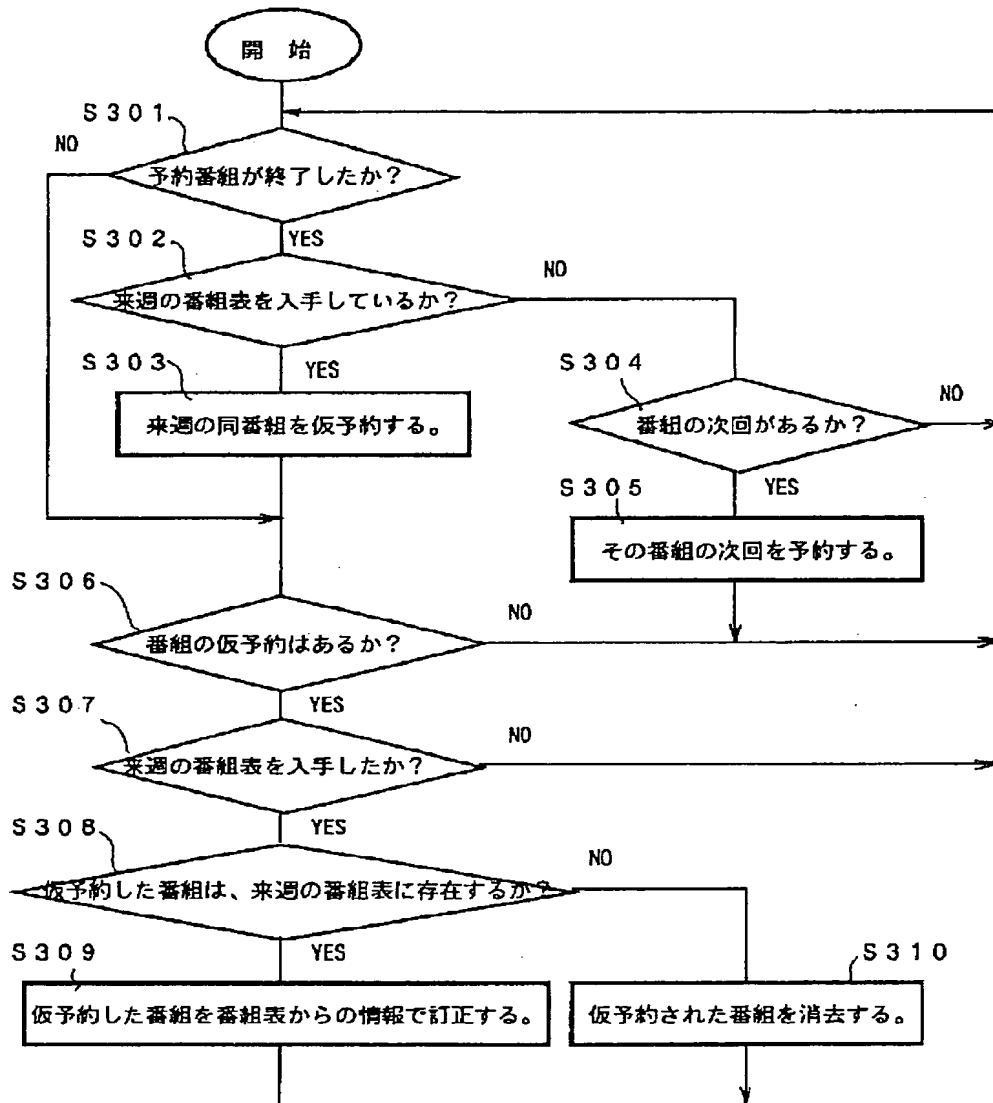 開 始
S301
NO
予約番組が終了したか？
S302
YES
NO
来週の番組表を入手しているか？
S303
YES
S304
NO
来週の同番組を仮予約する。
番組の次回があるか？
S305
YES
その番組の次回を予約する。
S306
NO
番組の仮予約はあるか？
S307
YES
NO
来週の番組表を入手したか？
S308
YES
NO
仮予約した番組は、来週の番組表に存在するか？
S309
YES
S310
仮予約した番組を番組表からの情報で訂正する。
仮予約された番組を消去する。